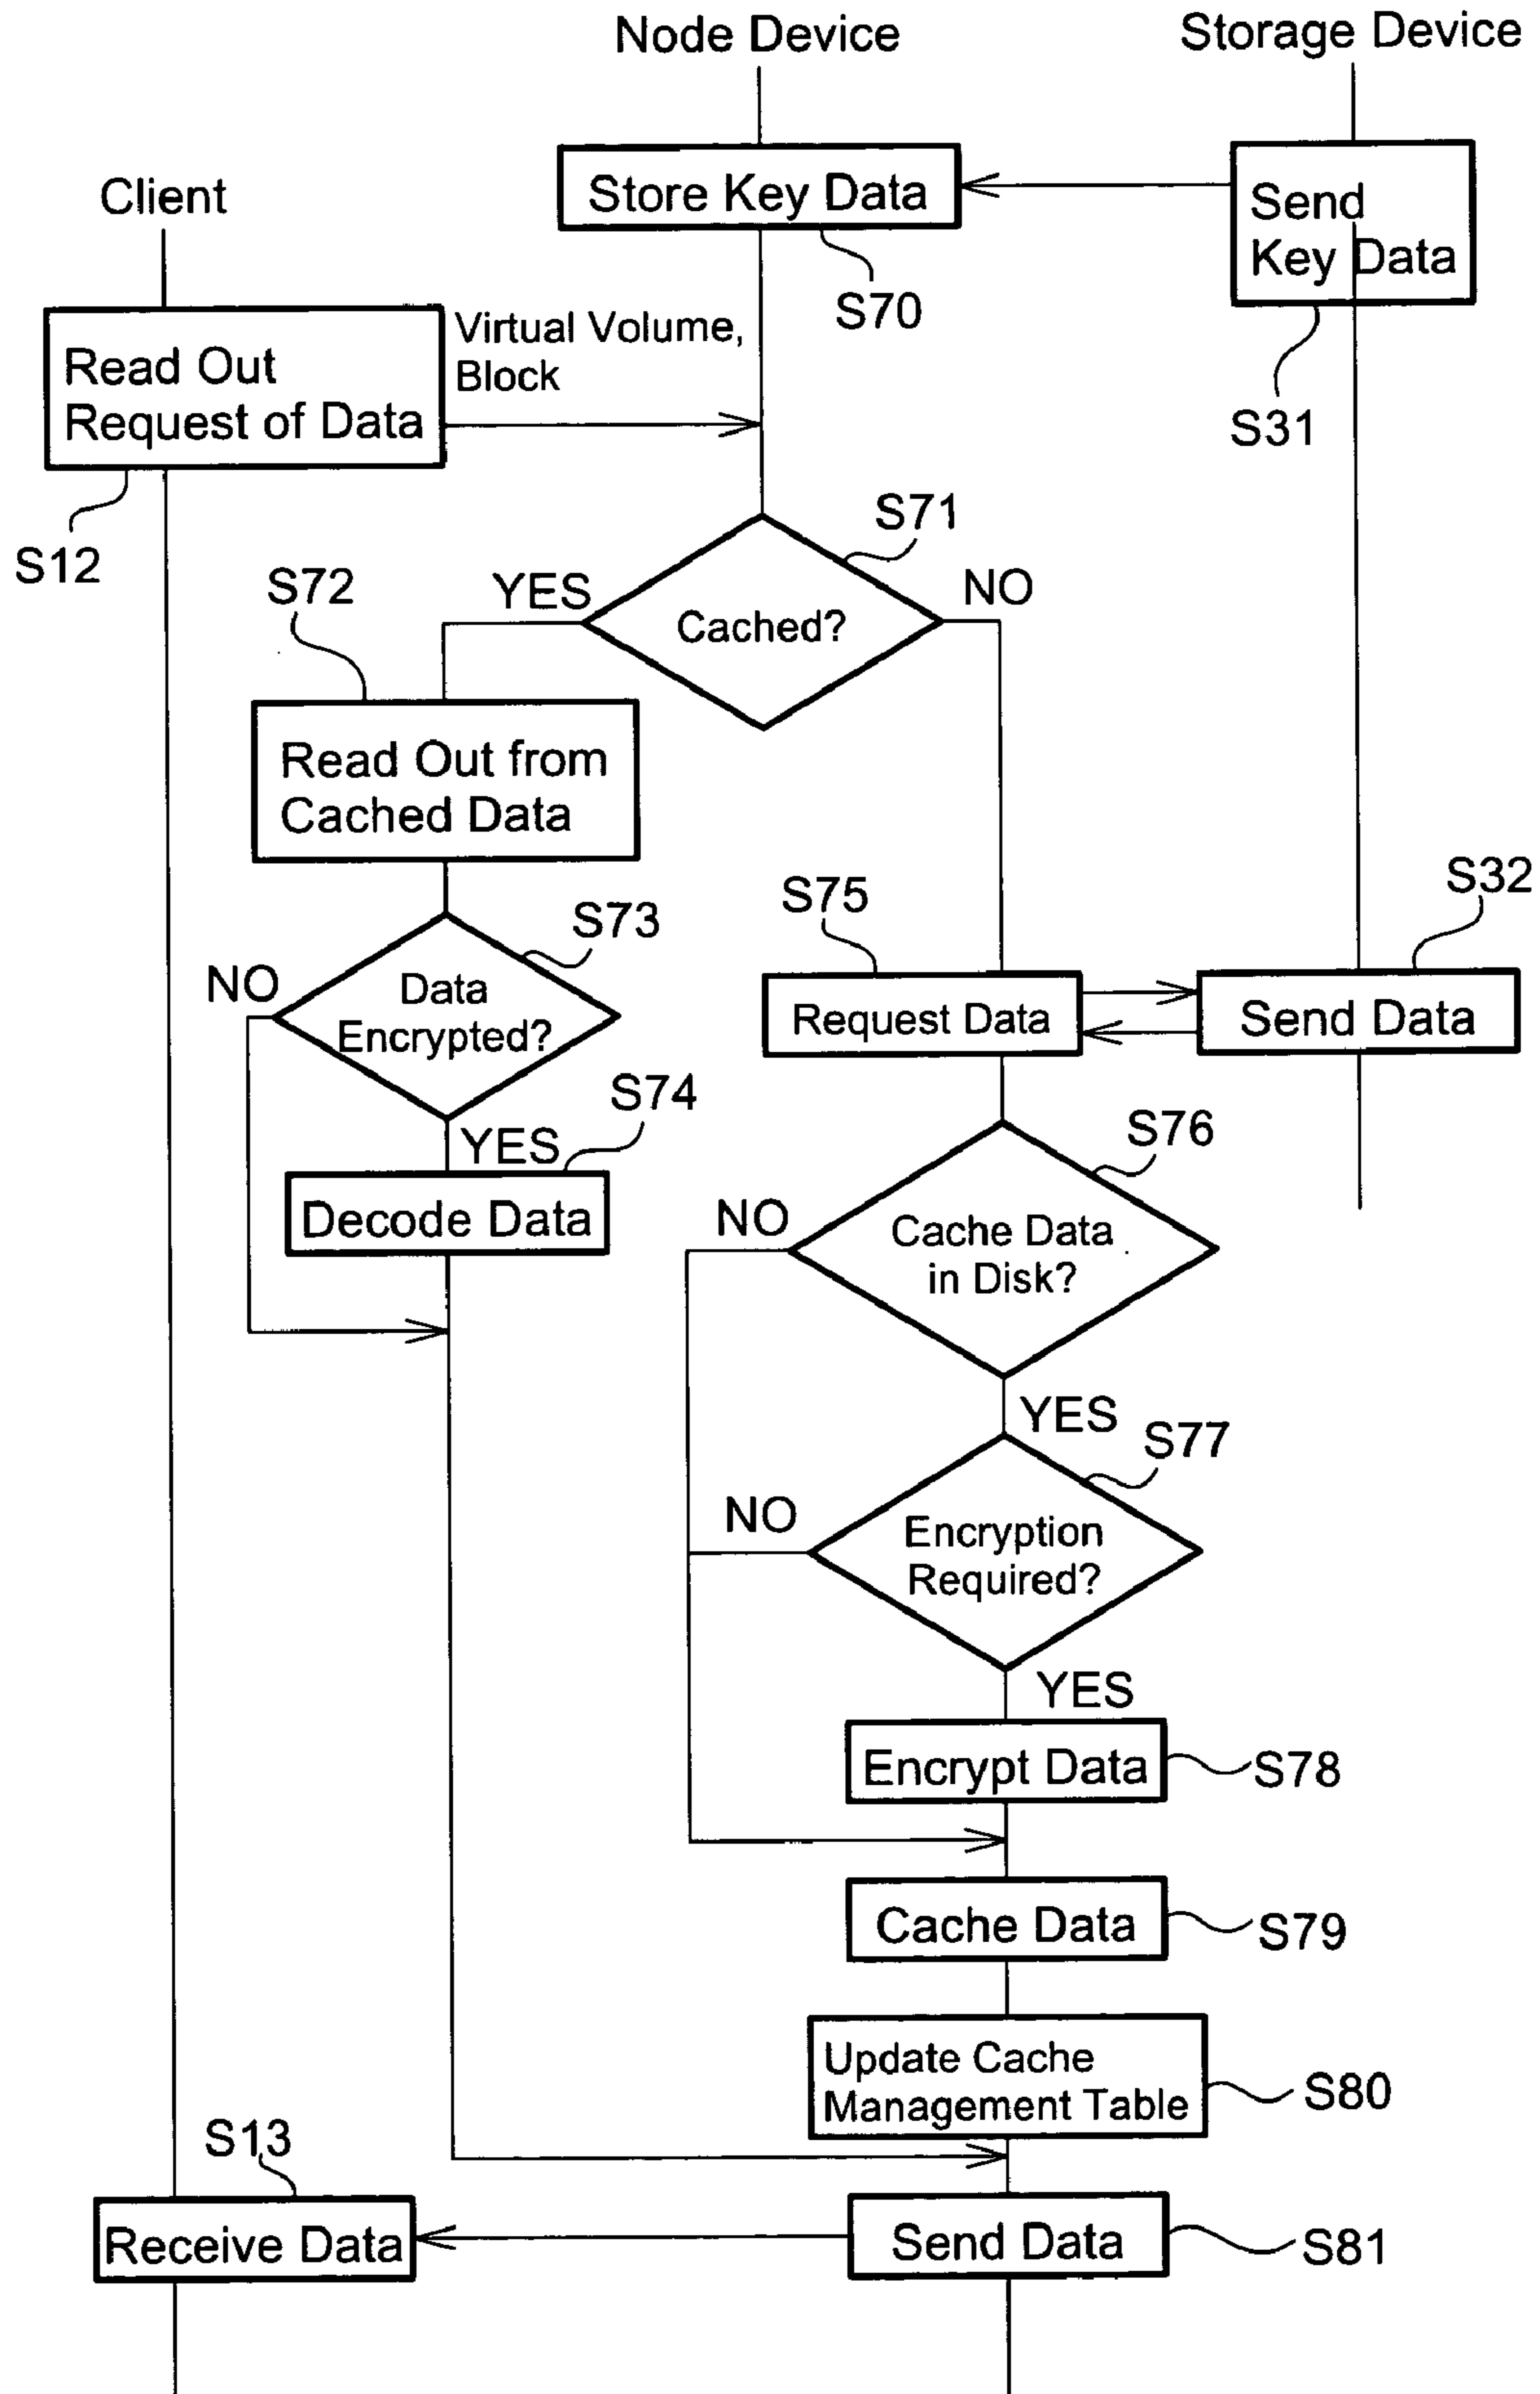 Node Device
Storage Device
Client
Store Key Data
Send
Key Data
S70
S31
Virtual Volume,
Block
Read Out
Request of Data
S12
S71
S72
YES
NO
Cached?
Read Out from
Cached Data
S75
S32
S73
NO
Data
Encrypted?
Request Data
Send Data
S74
YES
S76
Decode Data
NO
Cache Data
in Disk?
YES
S77
NO
Encryption
Required?
YES
Encrypt Data
S78
Cache Data
S79
Update Cache
Management Table
S80
S13
Receive Data
Send Data
S81